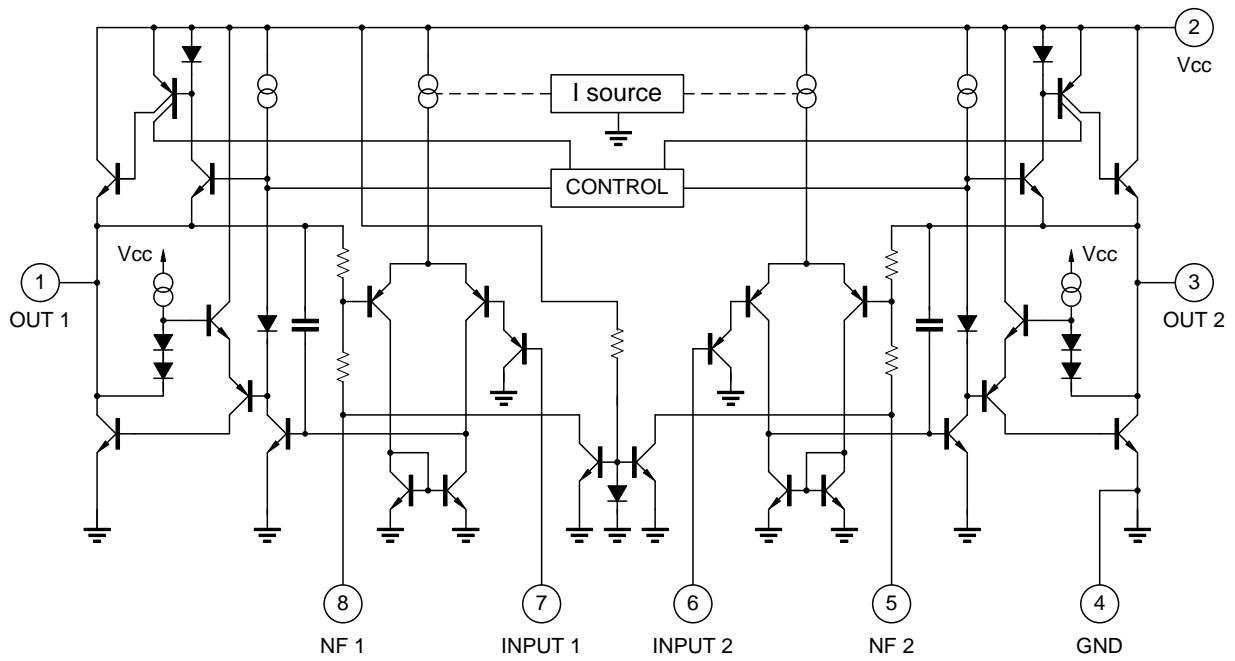 2
Vcc
I source
CONTROL
Vcc
Vcc
1
OUT 1
3
OUT 2
8
7
6
5
4
NF 1
INPUT 1
INPUT 2
NF 2
GND